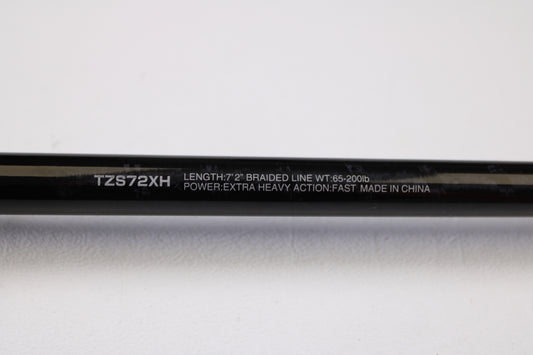 TZS72XH
LENGTH:7'2" BRAIDED LINE WT:65-200lb
POWER:EXTRA HEAVY ACTION:FAST MADE IN CHINA